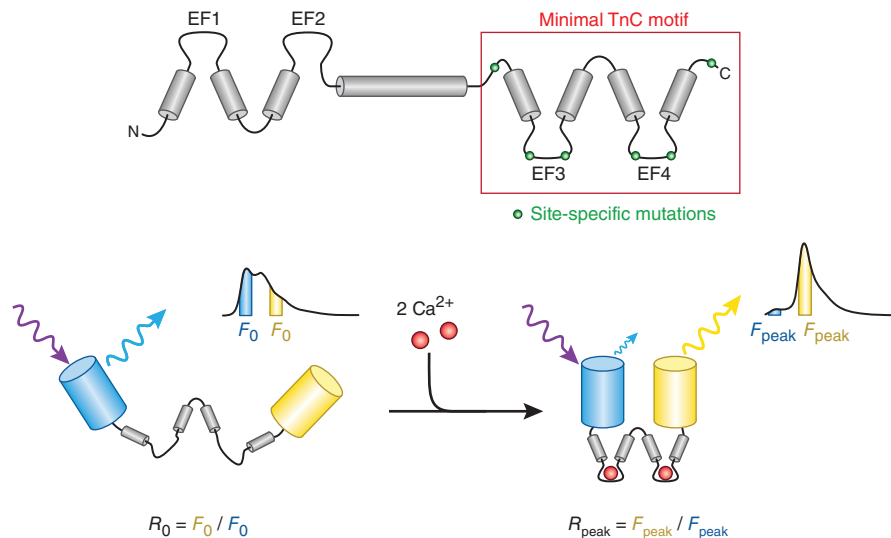 EF1
EF2
Minimal TnC motif
N
C
EF3
EF4
Site-specific mutations
F0
F0
2 Ca2+
Fpeak
Fpeak
R0 = F0 / F0
Rpeak = Fpeak / Fpeak